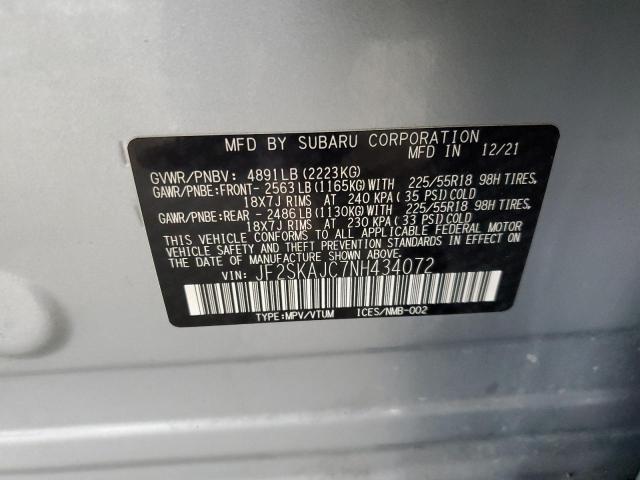 MFD BY SUBARU CORPORATION
MFD IN 12/21
GVWR/PNBV: 4891LB(2223KG)
GAWR/PNBE:FRONT- 2563LB(1165KG)WITH 225/55R18 98H TIRES.
18X7J RIMS AT 240 KPA(35 PSI)COLD
GAWR/PNBE:REAR - 2486LB(1130KG)WITH 225/55R18 98H TIRES.
18X7J RIMS AT 230 KPA(33 PSI)COLD
THIS VEHICLE CONFORMS TO ALL APPLICABLE FEDERAL MOTOR
VEHICLE SAFETY, BUMPER, AND THEFT PREVENTION STANDARDS
IN EFFECT ON THE DATE OF MANUFACTURE SHOWN ABOVE.
VIN: JF2SKAJC7NH434072
TYPE:MPV/VTUM ICES/NMB-002